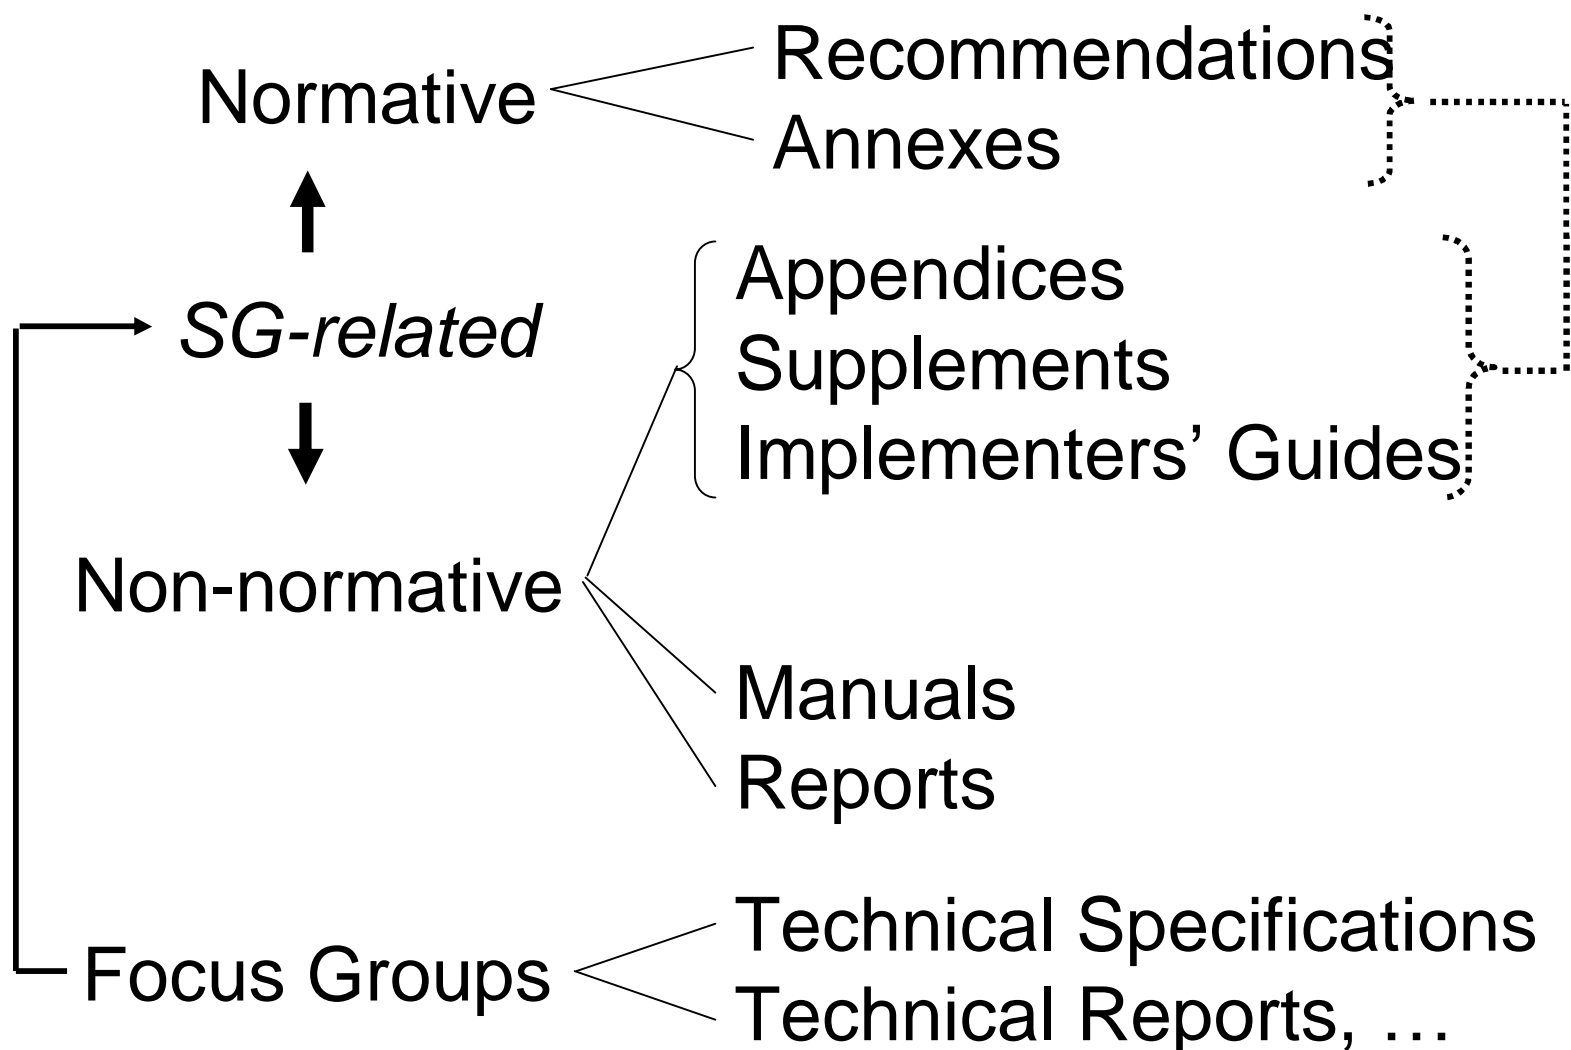 Normative
Recommendations
Annexes
SG-related
Appendices
Supplements
Implementers’ Guides
Non-normative
Manuals
Reports
Focus Groups
Technical Specifications
Technical Reports, …